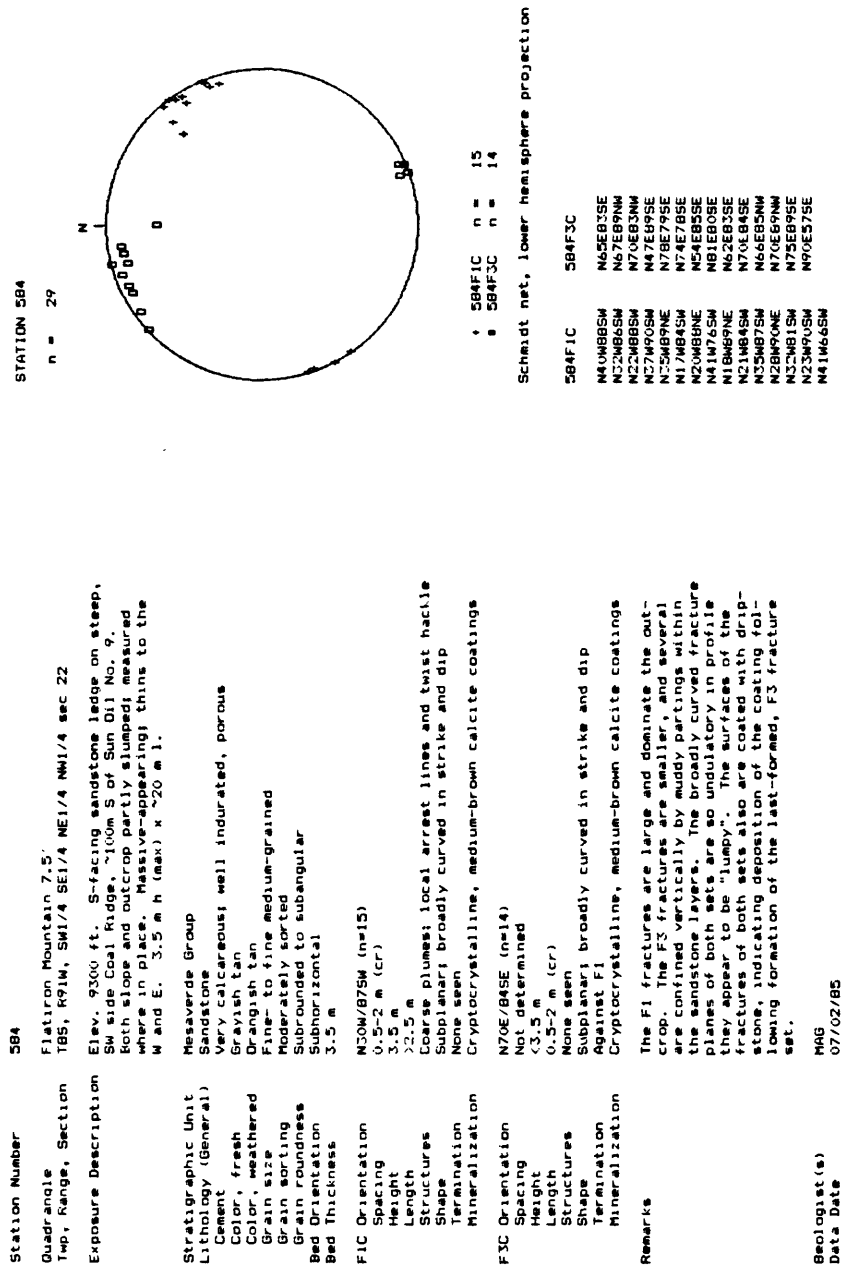 Station Number 584
Quadrangle Flatiron Mountain 7.5'
Twp, Range, Section T8S, R91W, SW1/4 SE1/4 NE1/4 NW1/4 sec 22
Exposure Description Elev. 9300 ft. S-facing sandstone ledge on steep,
SW side Coal Ridge, ~100m S of Sun Oil No. 9.
Both slope and outcrop partly slumped; measured
where in place. Massive-appearing; thins to the
W and E. 3.5 m h (max) x ~20 m l.
Stratigraphic Unit Mesaverde Group
Lithology (General) Sandstone
Cement Very calcareous; well indurated, porous
Color, fresh Grayish tan
Color, weathered Orangish tan
Grain size Fine- to fine medium-grained
Grain sorting Moderately sorted
Grain roundness Subrounded to subangular
Bed Orientation Subhorizontal
Bed Thickness 3.5 m
F1C Orientation N30W/87SW (n=15)
Spacing 0.5-2 m (cr)
Height 3.5 m
Length >2.5 m
Structures Coarse plumes; local arrest lines and twist hackle
Shape Subplanar; broadly curved in strike and dip
Termination None seen
Mineralization Cryptocrystalline, medium-brown calcite coatings
F3C Orientation N70E/84SE (n=14)
Spacing Not determined
Height <3.5 m
Length 0.5-2 m (cr)
Structures None seen
Shape Subplanar; broadly curved in strike and dip
Termination Against F1
Mineralization Cryptocrystalline, medium-brown calcite coatings
Remarks The F1 fractures are large and dominate the out-
crop. The F3 fractures are smaller, and several
are confined vertically by muddy partings within
the sandstone layers. The broadly curved fracture
planes of both sets are so undulatory in profile
they appear to be "lumpy". The surfaces of the
fractures of both sets also are coated with drip-
stone, indicating deposition of the coating fol-
lowing formation of the last-formed, F3 fracture
set.
Geologist(s) MAG
Data Date 07/02/85
STATION 584
n = 29
N
+ 584F1C n = 15
584F3C n = 14
Schmidt net, lower hemisphere projection
584F1C 584F3C
N40W88SW N65E83SE
N32W86SW N67E89NW
N22W88SW N70E83NW
N37W90SW N47E89SE
N35W89NE N78E79SE
N17W84SW N74E78SE
N20W88NE N54E85SE
N41W76SW N81E80SE
N18W89NE N62E83SE
N21W84SW N70E84SE
N35W87SW N66E85NW
N28W90NE N70E89NW
N32W81SW N75E89SE
N23W90SW N90E57SE
N41W66SW